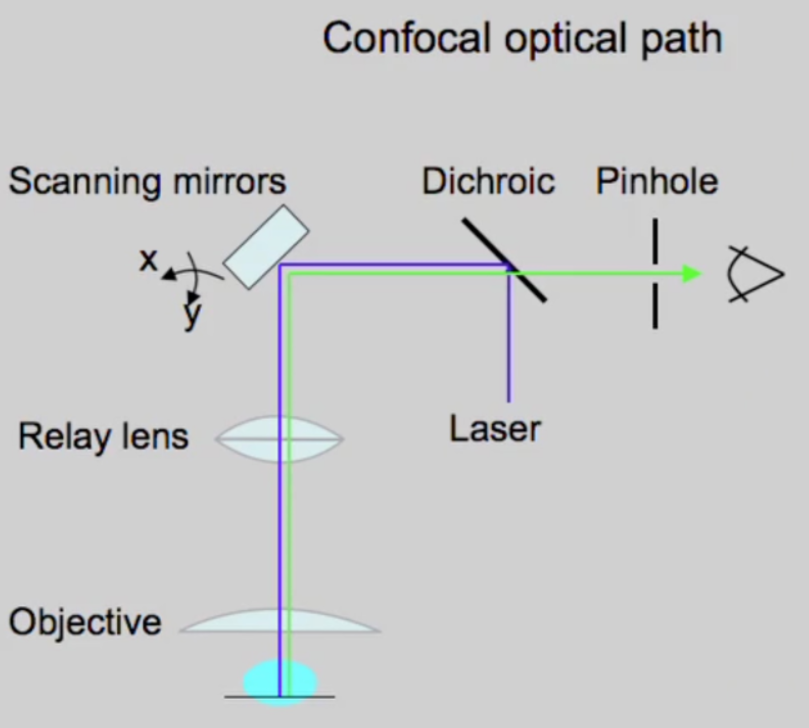 Confocal optical path
Scanning mirrors
Dichroic
Pinhole
x
y
Relay lens
Laser
Objective